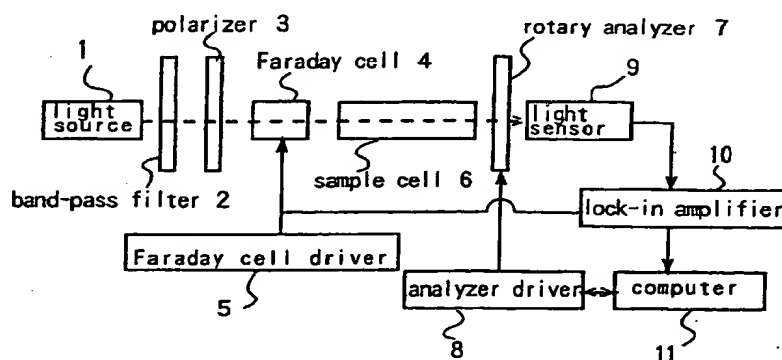 polarizer 3
rotary analyzer 7
1
Faraday cell 4
9
light
source
light
sensor
10
band-pass filter 2
sample cell 6
lock-in amplifier
Faraday cell driver
analyzer driver
computer
5
8
11